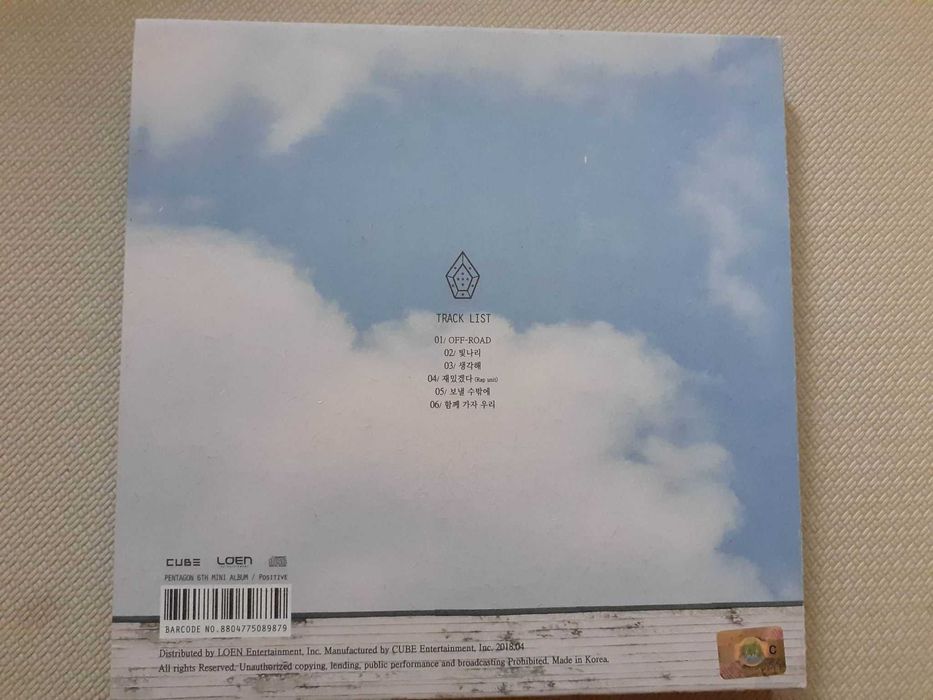 TRACK LIST
01/ OFF-ROAD
02/ 빛나리
03/ 생각해
04/ 재밌겠다 (Rap unit)
05/ 보낼 수밖에
06/ 함께 가자 우리
CUBE LOEN
PENTAGON 6TH MINI ALBUM / POSITIVE
BARCODE NO.8804775089879
Distributed by LOEN Entertainment, Inc. Manufactured by CUBE Entertainment, Inc. 2018.04
All rights Reserved. Unauthorized copying, lending, public performance and broadcasting Prohibited. Made in Korea.
C